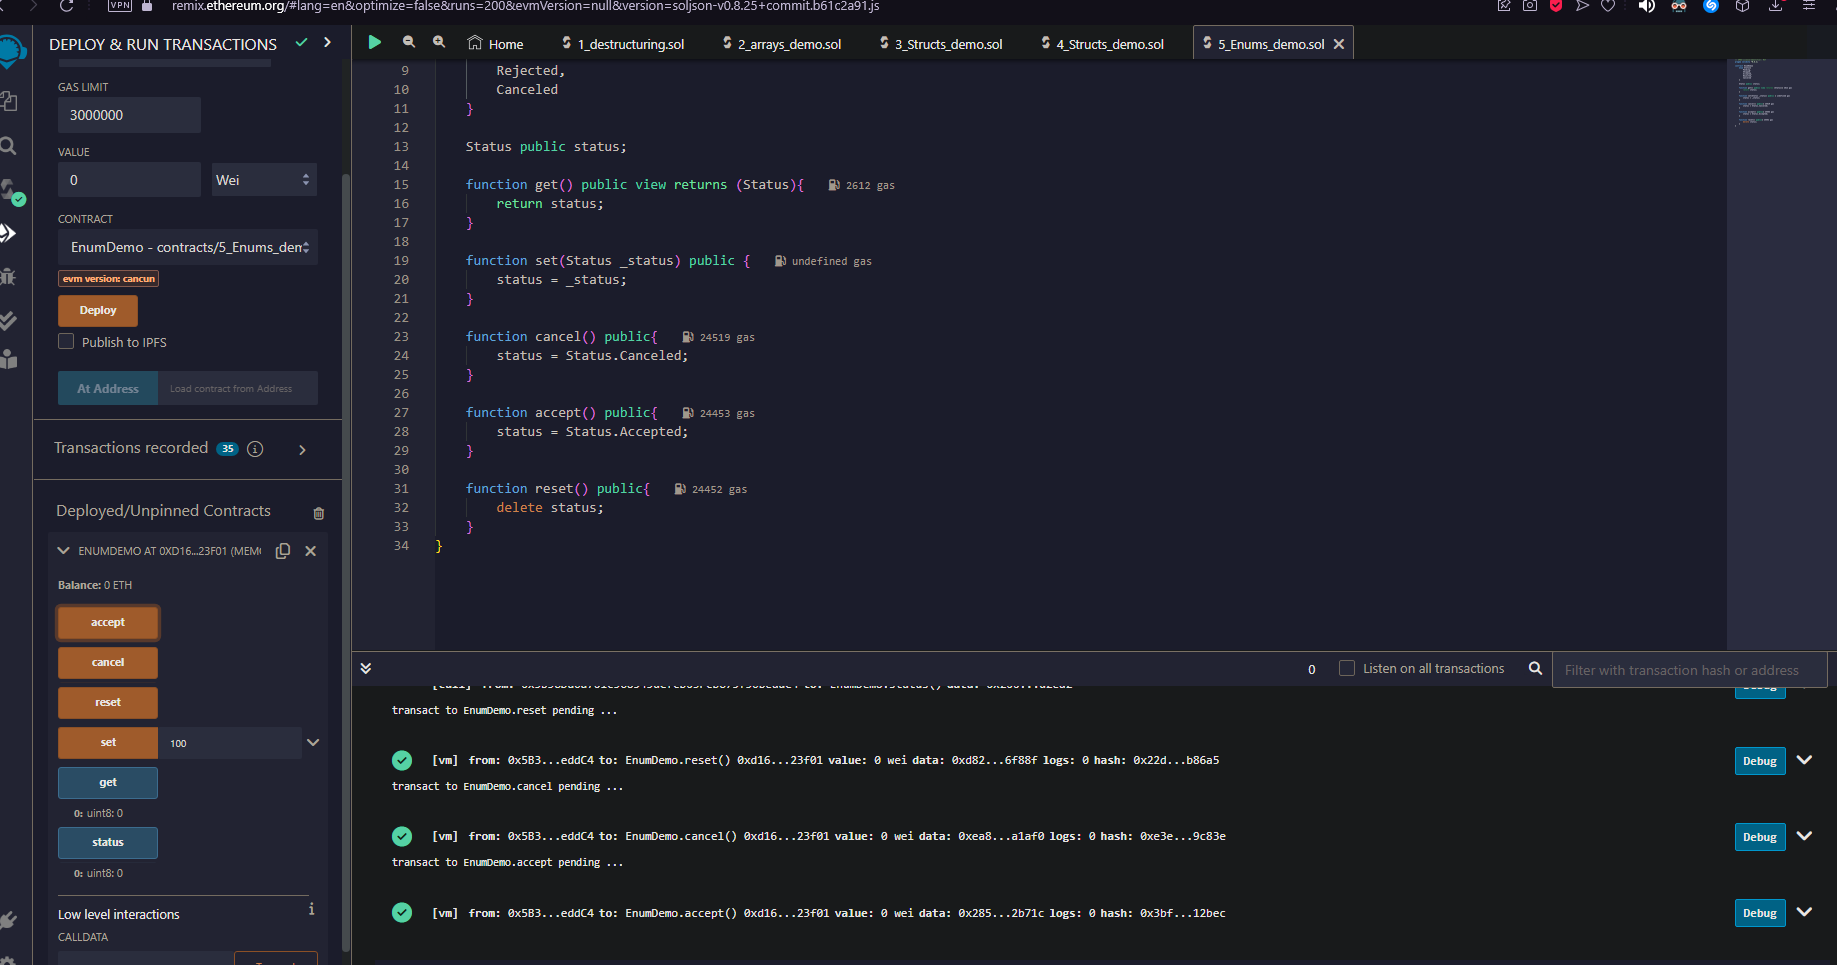 VPN
remix.ethereum.org/#lang=en&optimize=false&runs=200&evmVersion=null&version=soljson-v0.8.25+commit.b61c2a91.js
DEPLOY & RUN TRANSACTIONS
GAS LIMIT
3000000
VALUE
0
Wei
CONTRACT
EnumDemo - contracts/5_Enums_den
evm version: cancun
Deploy
Publish to IPFS
At Address
Load contract from Address
Transactions recorded 35
Deployed/Unpinned Contracts
ENUMDEMO AT 0XD16...23F01 (MEM
Balance: 0 ETH
accept
cancel
reset
set
100
get
0: uint8: 0
status
0: uint8: 0
Low level interactions
CALLDATA
Home
1_destructuring.sol
2_arrays_demo.sol
3_Structs_demo.sol
4_Structs_demo.sol
5_Enums_demo.sol
9 Rejected,
10 Canceled
11 }
12
13 Status public status;
14
15 function get() public view returns (Status){ 2612 gas
16 return status;
17 }
18
19 function set(Status _status) public { undefined gas
20 status = _status;
21 }
22
23 function cancel() public{ 24519 gas
24 status = Status.Canceled;
25 }
26
27 function accept() public{ 24453 gas
28 status = Status.Accepted;
29 }
30
31 function reset() public{ 24452 gas
32 delete status;
33 }
34 }
0
Listen on all transactions
Filter with transaction hash or address
Debug
transact to EnumDemo.reset pending ...
[vm] from: 0x5B3...eddC4 to: EnumDemo.reset() 0xd16...23f01 value: 0 wei data: 0xd82...6f88f logs: 0 hash: 0x22d...b86a5
Debug
transact to EnumDemo.cancel pending ...
[vm] from: 0x5B3...eddC4 to: EnumDemo.cancel() 0xd16...23f01 value: 0 wei data: 0xea8...a1af0 logs: 0 hash: 0xe3e...9c83e
Debug
transact to EnumDemo.accept pending ...
[vm] from: 0x5B3...eddC4 to: EnumDemo.accept() 0xd16...23f01 value: 0 wei data: 0x285...2b71c logs: 0 hash: 0x3bf...12bec
Debug